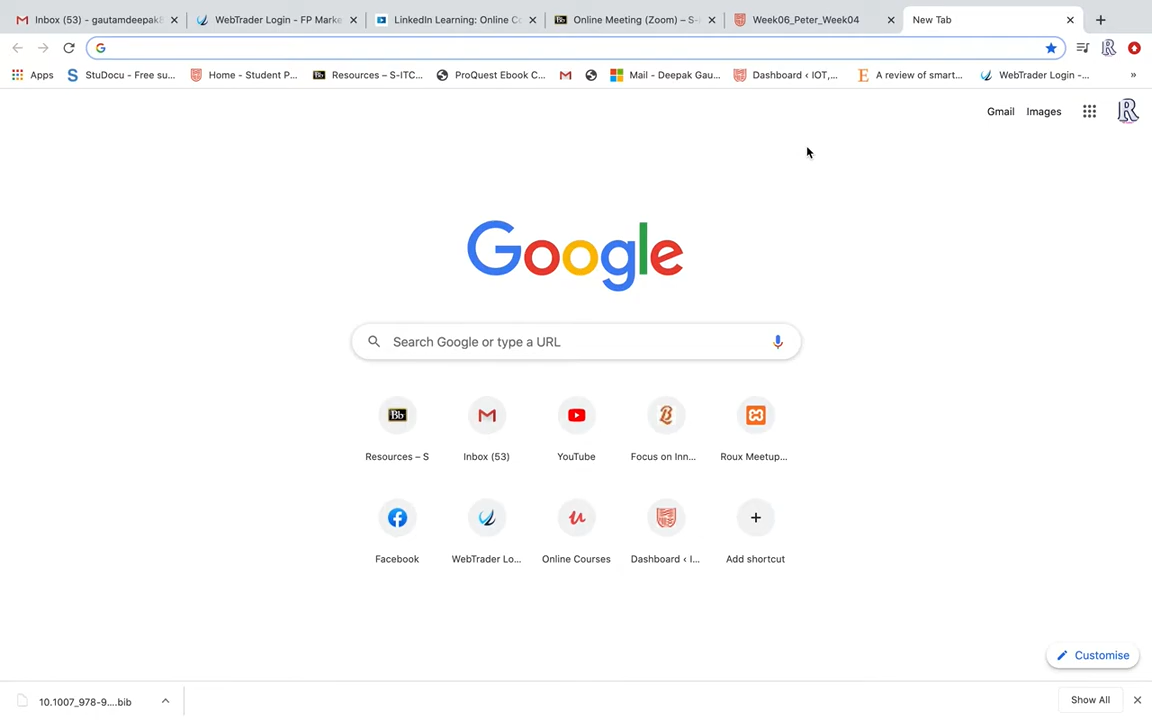 Inbox (53) - gautamdeepak8
WebTrader Login - FP Marke
LinkedIn Learning: Online Co
Online Meeting (Zoom) – S-
Week06_Peter_Week04
New Tab
Apps
StuDocu - Free su...
Home - Student P...
Resources – S-ITC...
ProQuest Ebook C...
Mail - Deepak Gau...
Dashboard ‹ IOT,...
A review of smart...
WebTrader Login -...
»
Gmail
Images
R
Google
Search Google or type a URL
Bb
Resources – S
Inbox (53)
YouTube
Focus on Inn...
Roux Meetup...
Facebook
WebTrader Lo...
Online Courses
Dashboard ‹ I...
Add shortcut
Customise
10.1007_978-9....bib
Show All